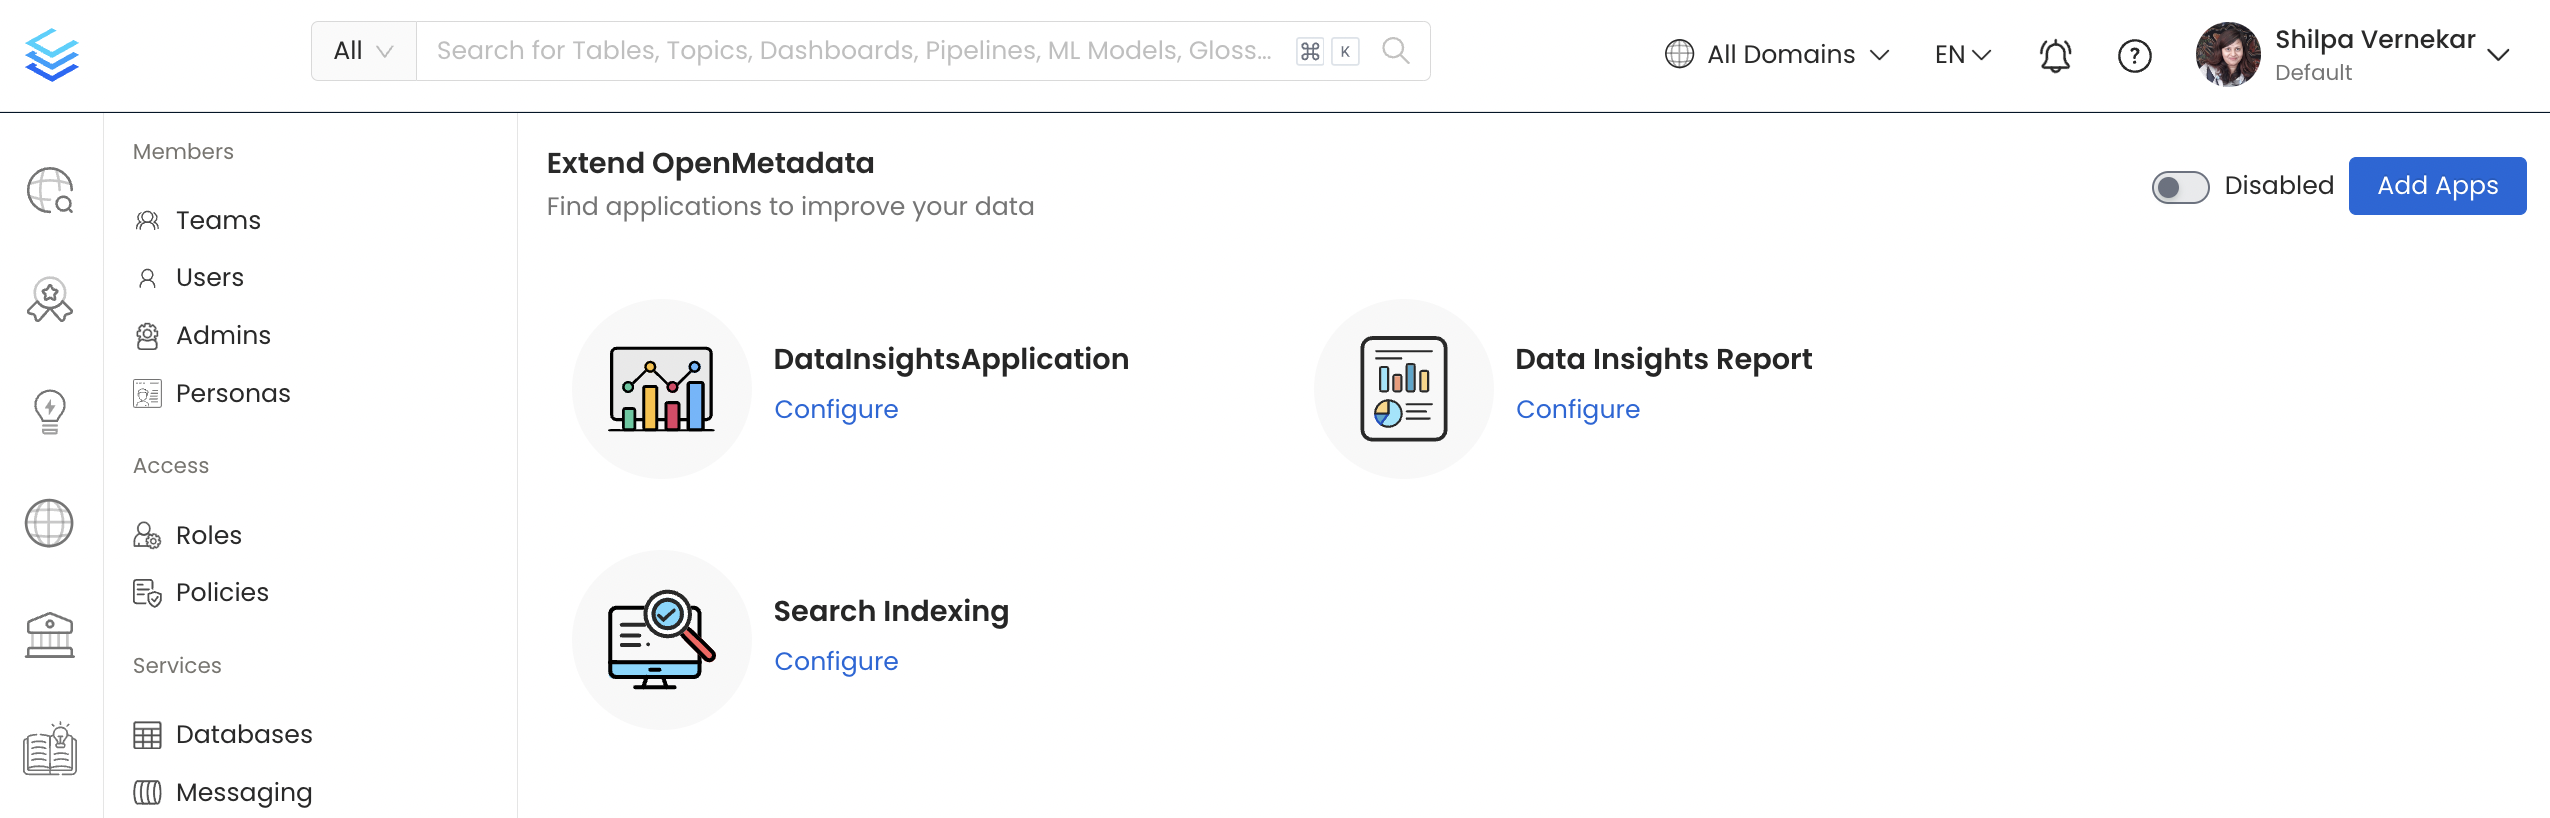 All
Search for Tables, Topics, Dashboards, Pipelines, ML Models, Gloss...
⌘ K
All Domains
EN
Shilpa Vernekar
Default
Members
Teams
Users
Admins
Personas
Access
Roles
Policies
Services
Databases
Messaging
Extend OpenMetadata
Find applications to improve your data
Disabled
Add Apps
DataInsightsApplication
Configure
Data Insights Report
Configure
Search Indexing
Configure